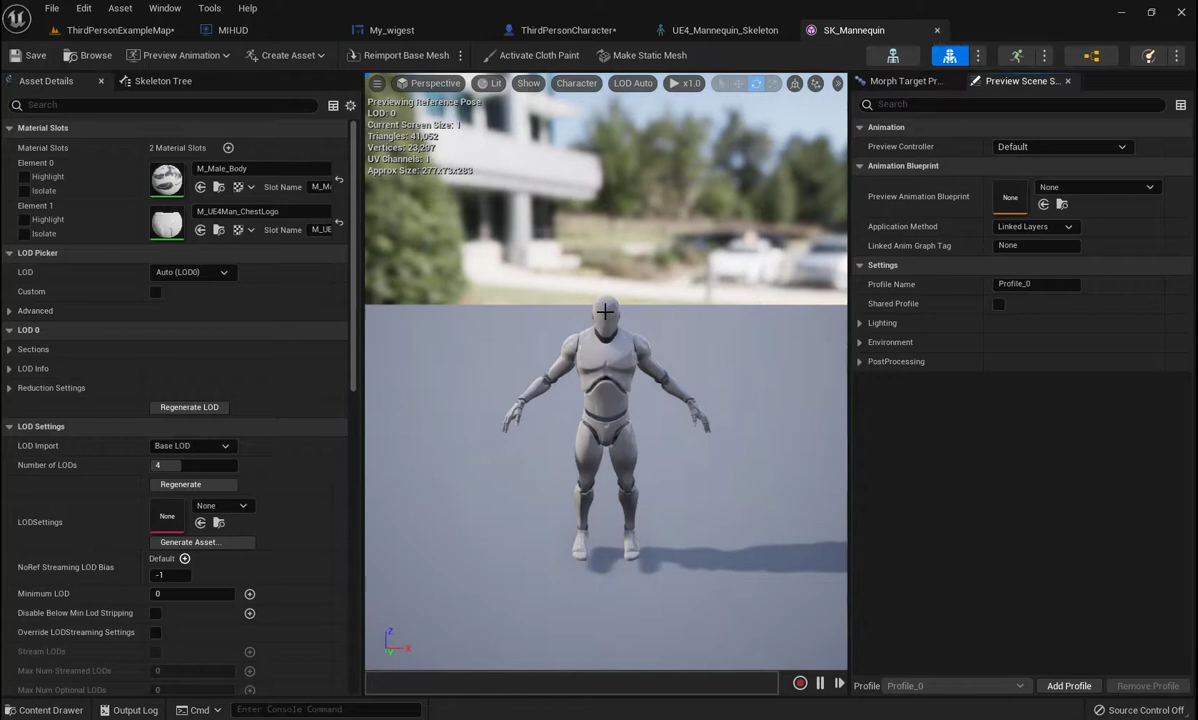 File Edit Asset Window Tools Help
ThirdPersonExampleMap* MIHUD My_wigest ThirdPersonCharacter* UE4_Mannequin_Skeleton SK_Mannequin
Save Browse Preview Animation Create Asset Reimport Base Mesh Activate Cloth Paint Make Static Mesh
Asset Details Skeleton Tree
Search
Material Slots
Material Slots 2 Material Slots
Element 0
Highlight
Isolate
M_Male_Body
Slot Name M_Ma
Element 1
Highlight
Isolate
M_UE4Man_ChestLogo
Slot Name M_UE
LOD Picker
LOD Auto (LOD0)
Custom
Advanced
LOD 0
Sections
LOD Info
Reduction Settings
Regenerate LOD
LOD Settings
LOD Import Base LOD
Number of LODs 4
Regenerate
LODSettings None None
Generate Asset...
NoRef Streaming LOD Bias Default
-1
Minimum LOD 0
Disable Below Min Lod Stripping
Override LODStreaming Settings
Stream LODs
Max Num Streamed LODs 0
Max Num Optional LODs 0
Perspective Lit Show Character LOD Auto x1.0
Previewing Reference Pose
LOD: 0
Current Screen Size: 1
Triangles: 41,052
Vertices: 23,297
UV Channels: 1
Approx Size: 277x73x283
Z
X
Y
Morph Target Pr... Preview Scene S...
Search
Animation
Preview Controller Default
Animation Blueprint
Preview Animation Blueprint None None
Application Method Linked Layers
Linked Anim Graph Tag None
Settings
Profile Name Profile_0
Shared Profile
Lighting
Environment
PostProcessing
Profile Profile_0 Add Profile Remove Profile
Content Drawer Output Log Cmd Enter Console Command Source Control Off